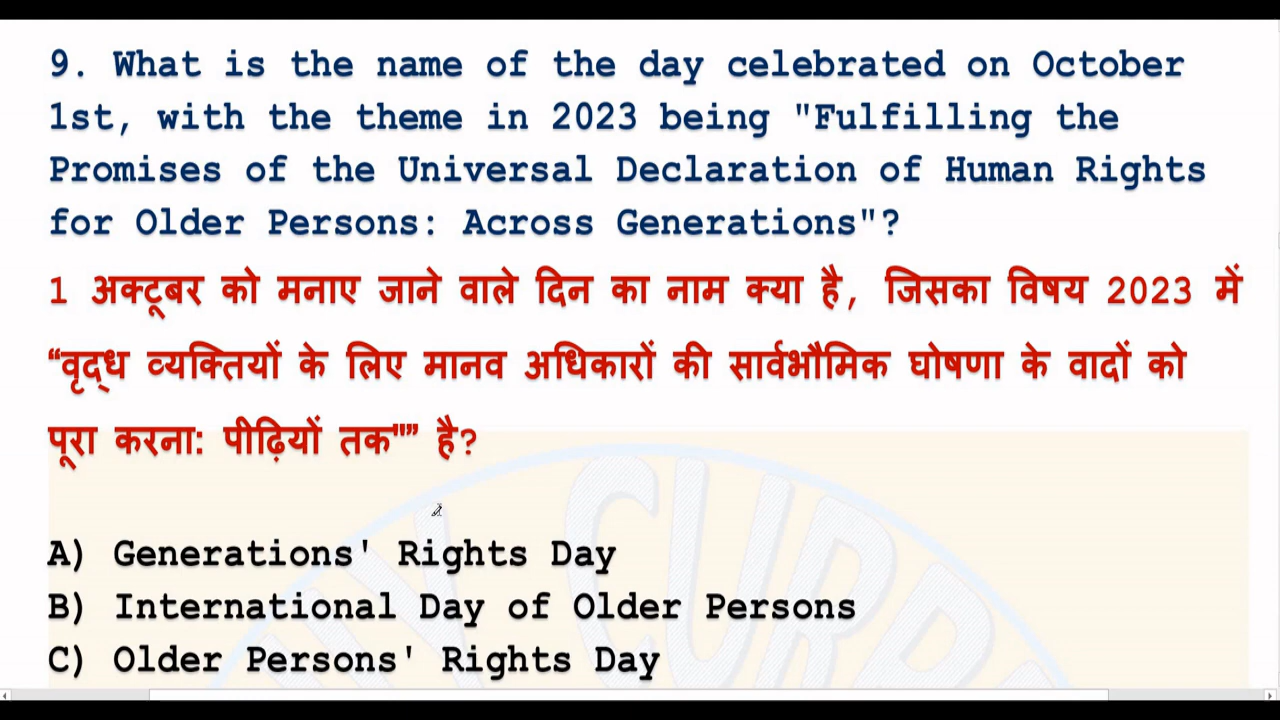 9. What is the name of the day celebrated on October
1st, with the theme in 2023 being "Fulfilling the
Promises of the Universal Declaration of Human Rights
for Older Persons: Across Generations"?
1 अक्टूबर को मनाए जाने वाले दिन का नाम क्या है, जिसका विषय 2023 में
“वृद्ध व्यक्तियों के लिए मानव अधिकारों की सार्वभौमिक घोषणा के वादों को
पूरा करना: पीढ़ियों तक"” है?
A) Generations' Rights Day
B) International Day of Older Persons
C) Older Persons' Rights Day